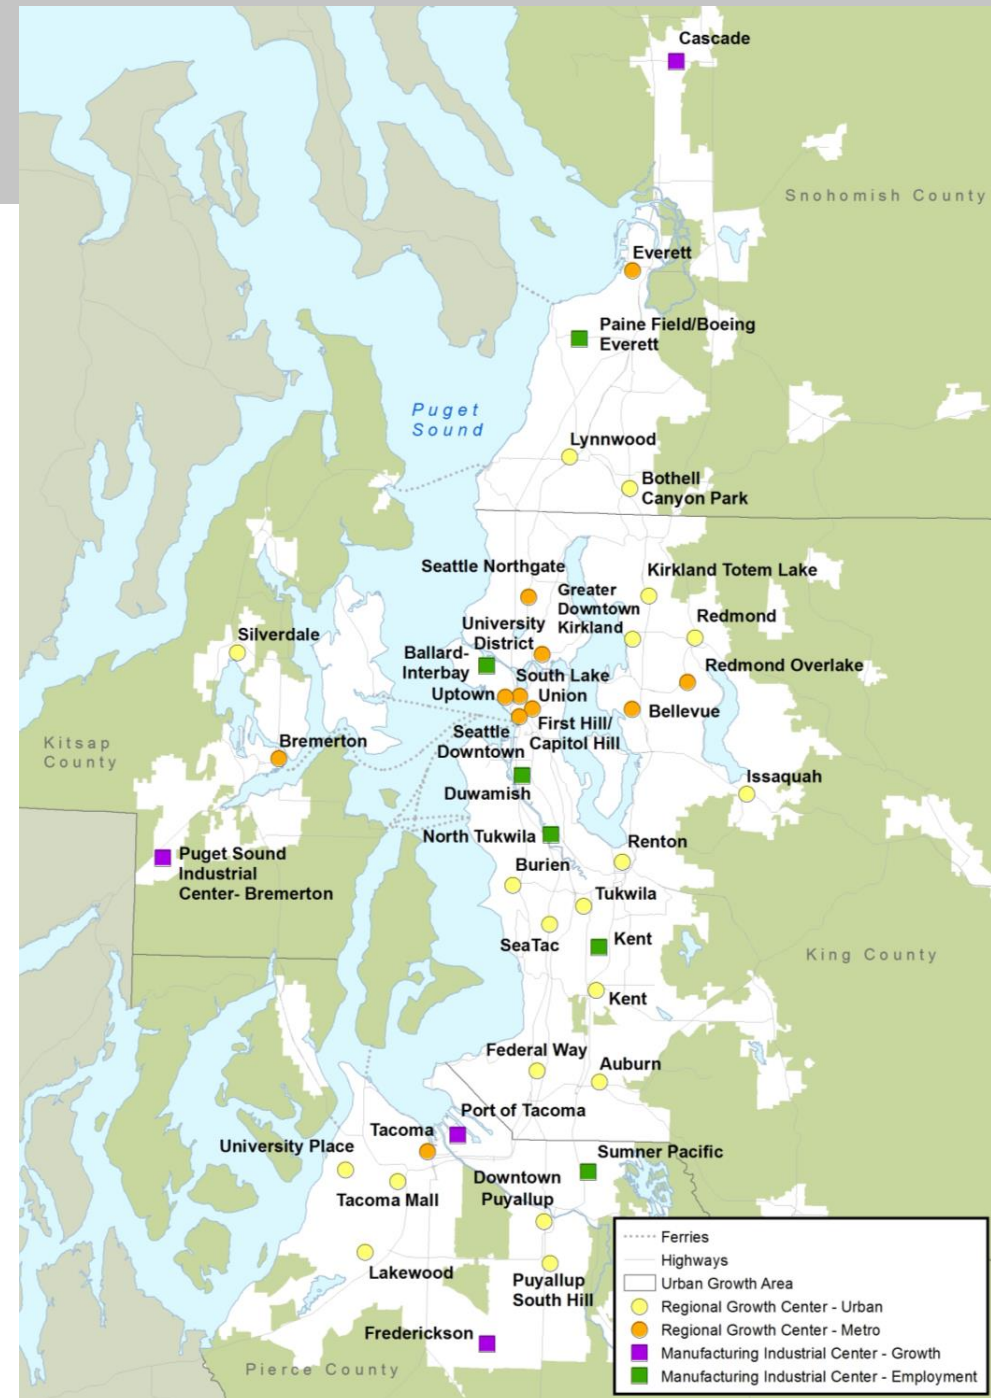 Cascade
Snohomish County
Everett
Paine Field/Boeing
Everett
Puget
Sound
Lynnwood
Bothell
Canyon Park
Seattle Northgate
Kirkland Totem Lake
Greater
Downtown
Kirkland
Redmond
University
District
Silverdale
Ballard-
Interbay
Redmond Overlake
South Lake
Union
Uptown
Bellevue
First Hill/
Capitol Hill
Seattle
Downtown
Kitsap
County
Bremerton
Issaquah
Duwamish
North Tukwila
Renton
Puget Sound
Industrial
Center- Bremerton
Burien
Tukwila
SeaTac
Kent
King County
Kent
Federal Way
Auburn
Port of Tacoma
Tacoma
University Place
Sumner Pacific
Downtown
Puyallup
Tacoma Mall
Lakewood
Puyallup
South Hill
Frederickson
Pierce County
Ferries
Highways
Urban Growth Area
Regional Growth Center - Urban
Regional Growth Center - Metro
Manufacturing Industrial Center - Growth
Manufacturing Industrial Center - Employment